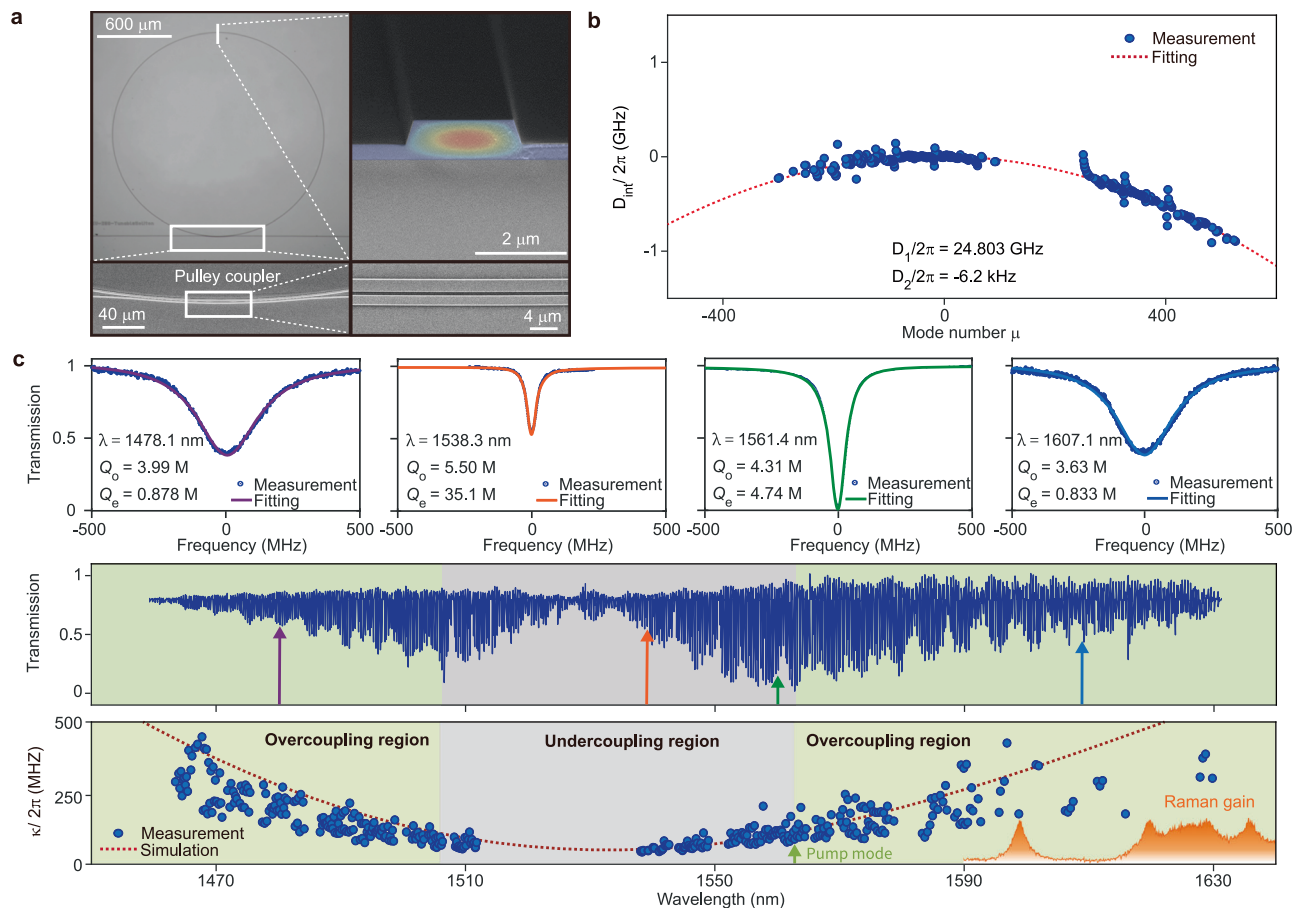 a
600 μm
2 μm
Pulley coupler
40 μm
4 μm
b
Measurement
Fitting
D_int/ 2π (GHz)
1
0
-1
D_1/2π = 24.803 GHz
D_2/2π = -6.2 kHz
-400
0
400
Mode number μ
c
Transmission
1
0.5
0
λ = 1478.1 nm
Q_o = 3.99 M
Q_e = 0.878 M
Measurement
Fitting
-500
0
500
Frequency (MHz)
λ = 1538.3 nm
Q_o = 5.50 M
Q_e = 35.1 M
Measurement
Fitting
-500
0
500
Frequency (MHz)
λ = 1561.4 nm
Q_o = 4.31 M
Q_e = 4.74 M
Measurement
Fitting
-500
0
500
Frequency (MHz)
λ = 1607.1 nm
Q_o = 3.63 M
Q_e = 0.833 M
Measurement
Fitting
-500
0
500
Frequency (MHz)
Transmission
1
0.5
0
κ/ 2π (MHZ)
500
250
0
Overcoupling region
Undercoupling region
Overcoupling region
Raman gain
Measurement
Simulation
Pump mode
1470
1510
1550
1590
1630
Wavelength (nm)